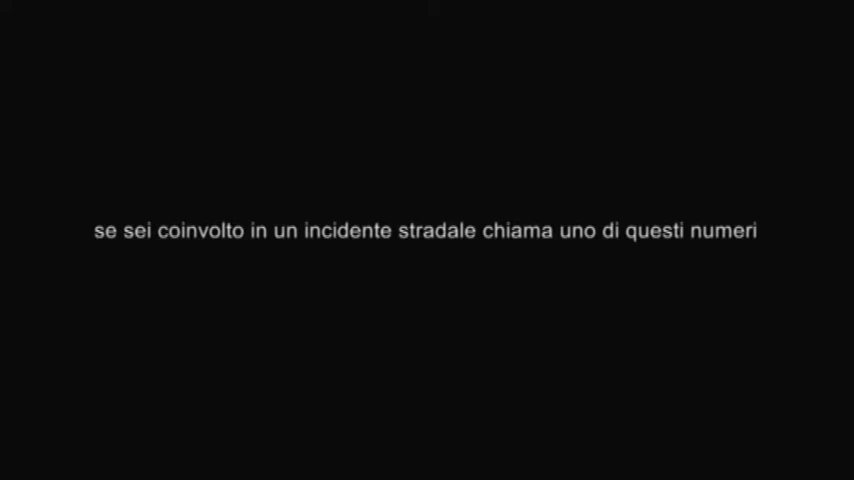 se sei coinvolto in un incidente stradale chiama uno di questi numeri